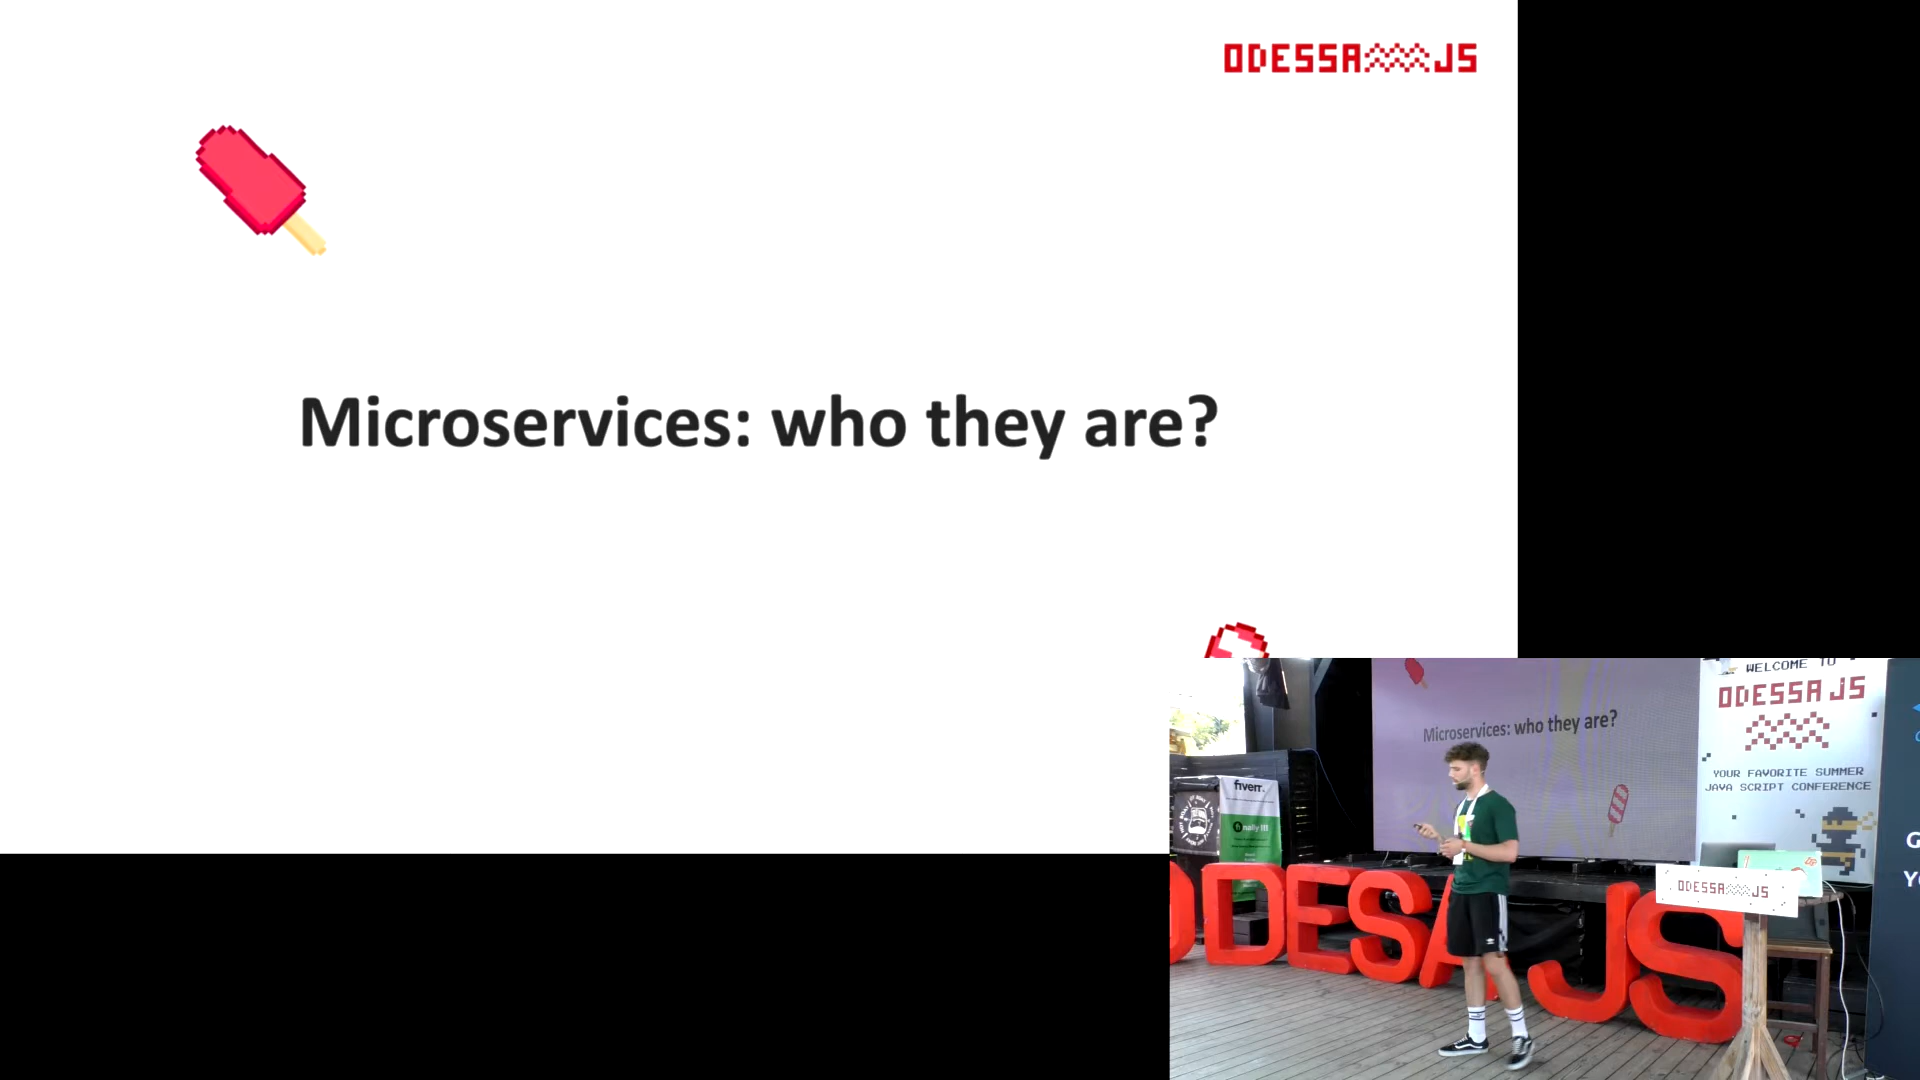 ODESSA JS
Microservices: who they are?
Microservices: who they are?
WELCOME TO
ODESSA JS
YOUR FAVORITE SUMMER
JAVA SCRIPT CONFERENCE
fiverr.
ODESSA JS
ODESA JS